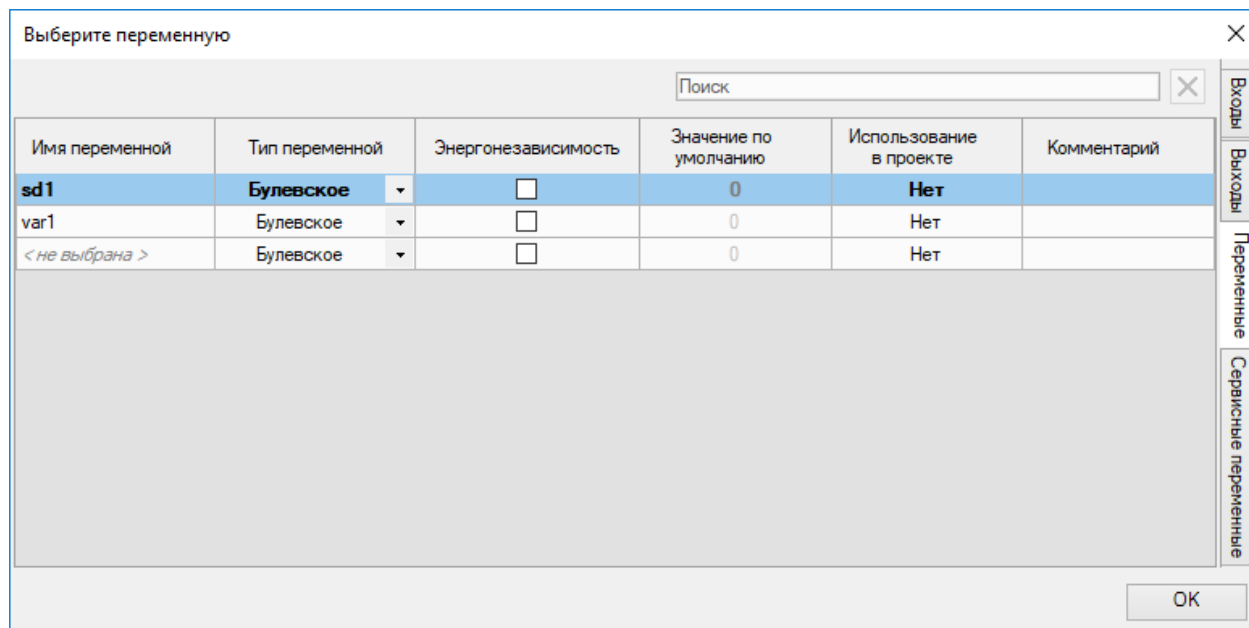 Выберите переменную
Поиск
Имя переменной Тип переменной Энергонезависимость Значение по умолчанию Использование в проекте Комментарий
sd1 Булевское 0 Нет
var1 Булевское 0 Нет
< не выбрана > Булевское 0 Нет
Входы
Выходы
Переменные
Сервисные переменные
OK